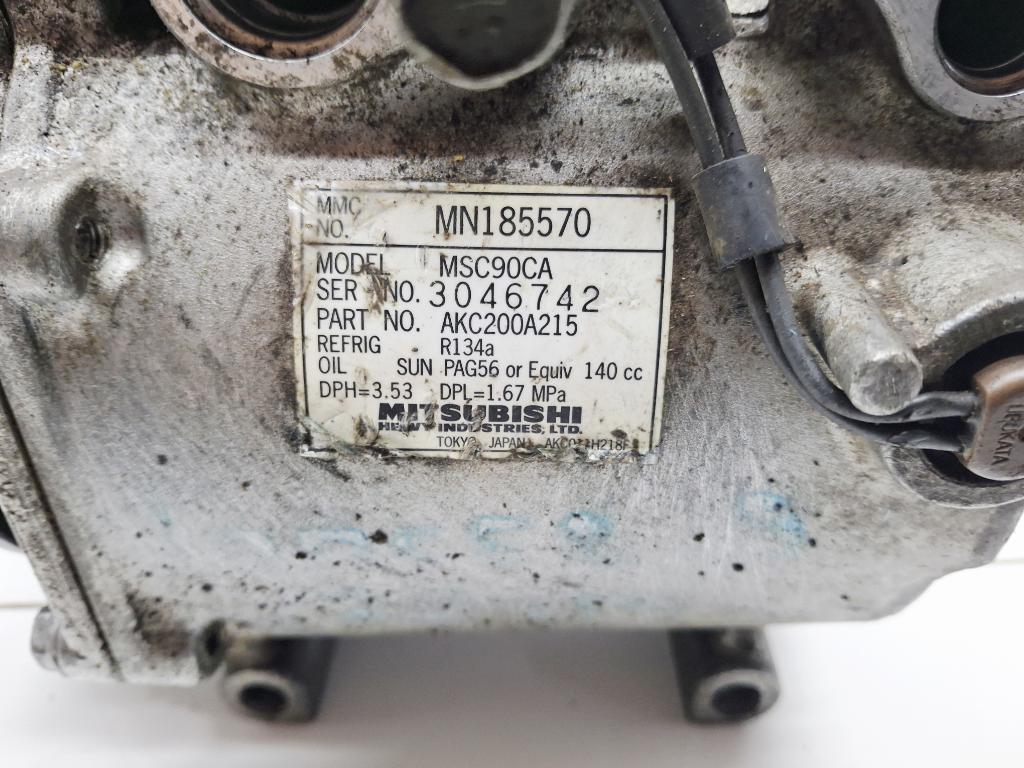 MMC
NO. MN185570
MODEL MSC90CA
SER NO. 3046742
PART NO. AKC200A215
REFRIG R134a
OIL SUN PAG56 or Equiv 140 cc
DPH=3.53 DPL=1.67 MPa
MITSUBISHI
HEAVY INDUSTRIES, LTD.
TOKYO JAPAN